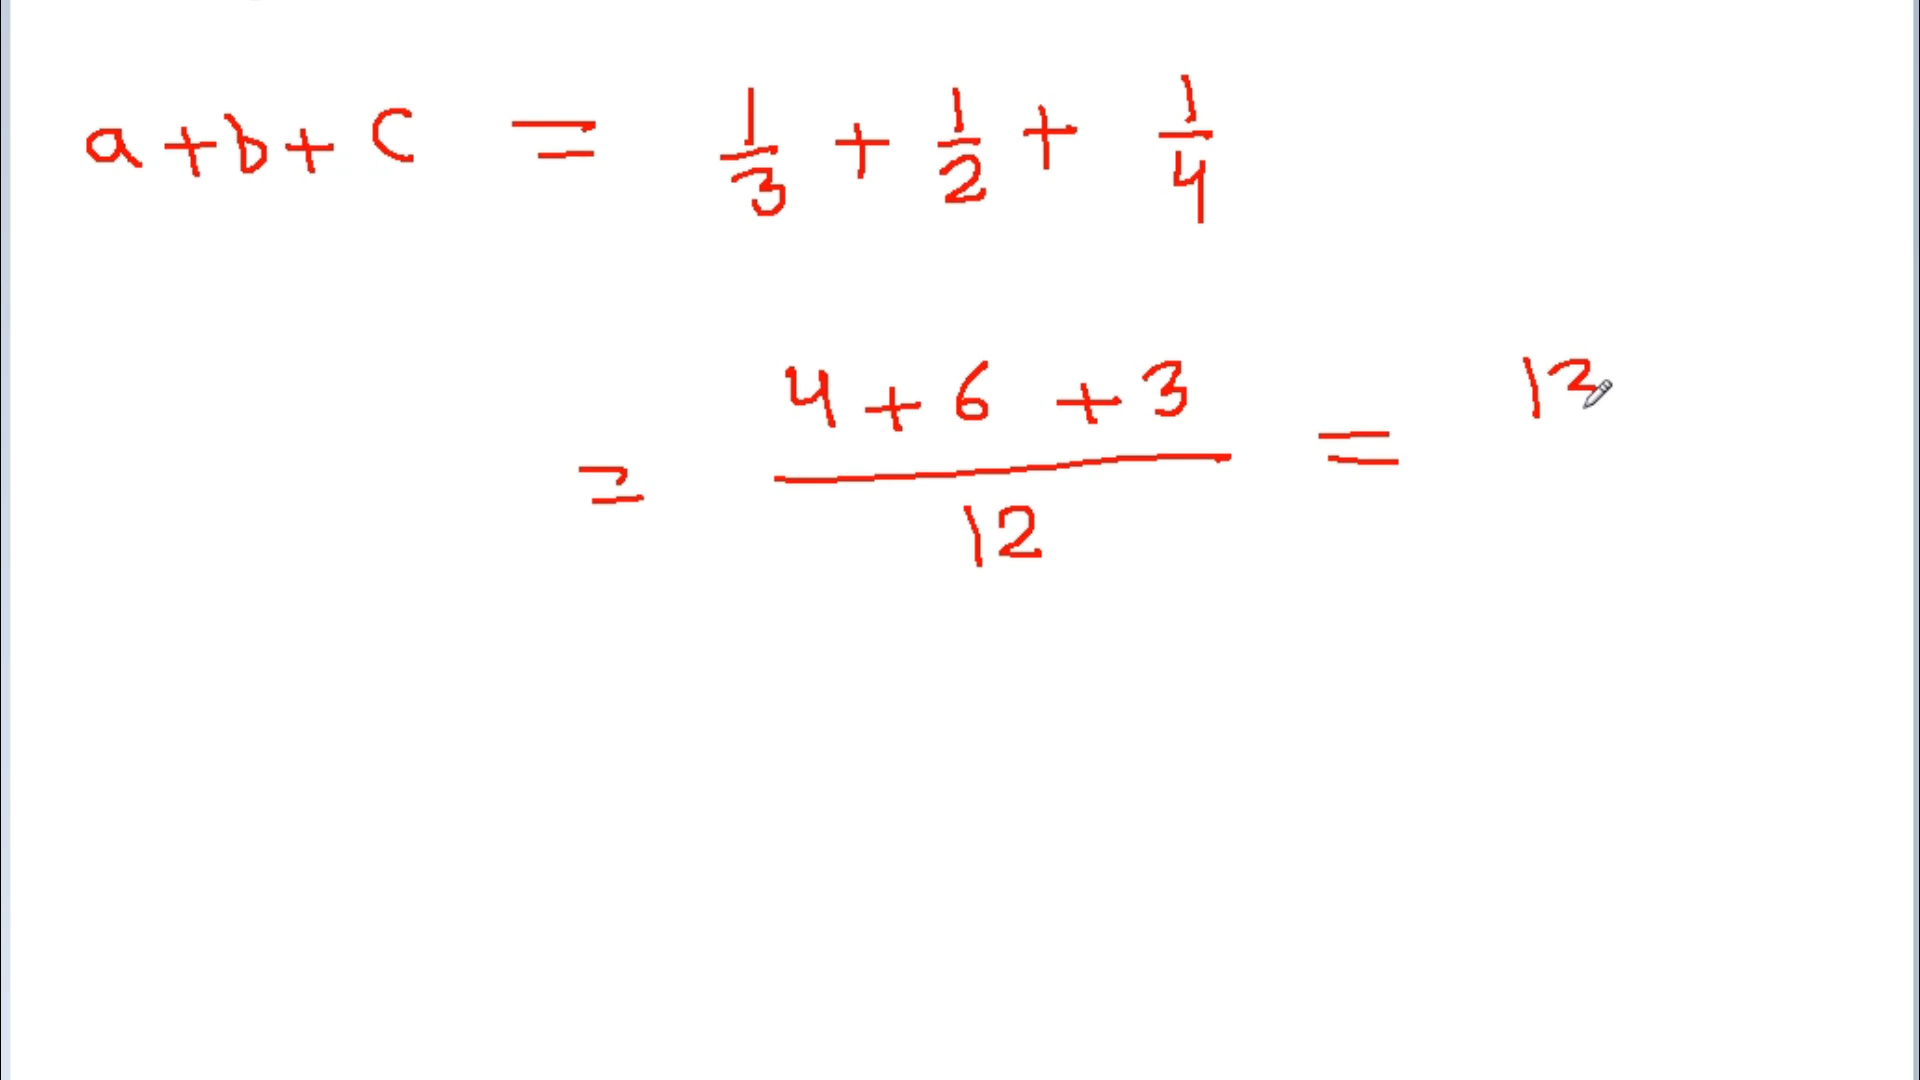 a+b+c = 1/3 + 1/2 + 1/4
= 4+6+3/12 = 13